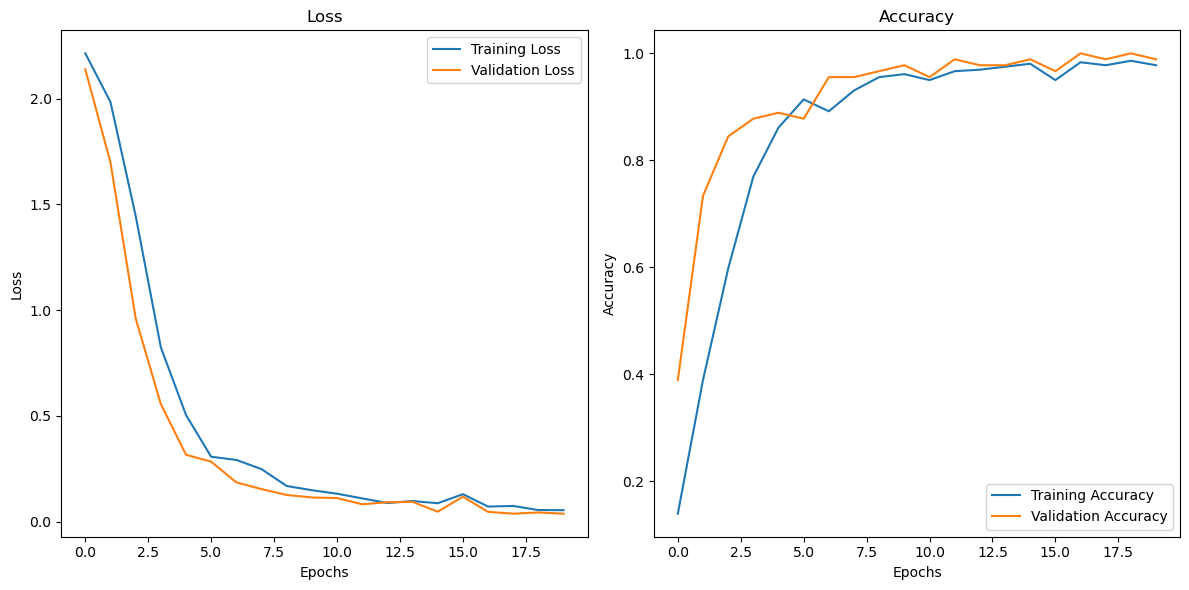 Loss
Training Loss
Validation Loss
2.0
1.5
1.0
0.5
0.0
Loss
0.0 2.5 5.0 7.5 10.0 12.5 15.0 17.5
Epochs
Accuracy
1.0
0.8
0.6
0.4
0.2
Accuracy
Training Accuracy
Validation Accuracy
0.0 2.5 5.0 7.5 10.0 12.5 15.0 17.5
Epochs